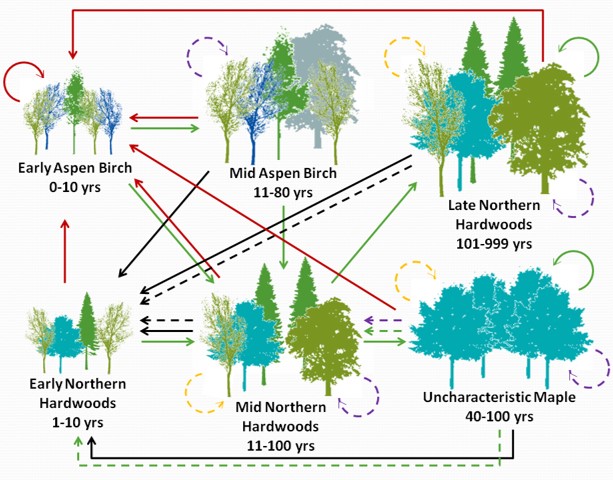 Early Aspen Birch
0-10 yrs
Mid Aspen Birch
11-80 yrs
Late Northern
Hardwoods
101-999 yrs
Early Northern
Hardwoods
1-10 yrs
Mid Northern
Hardwoods
11-100 yrs
Uncharacteristic Maple
40-100 yrs